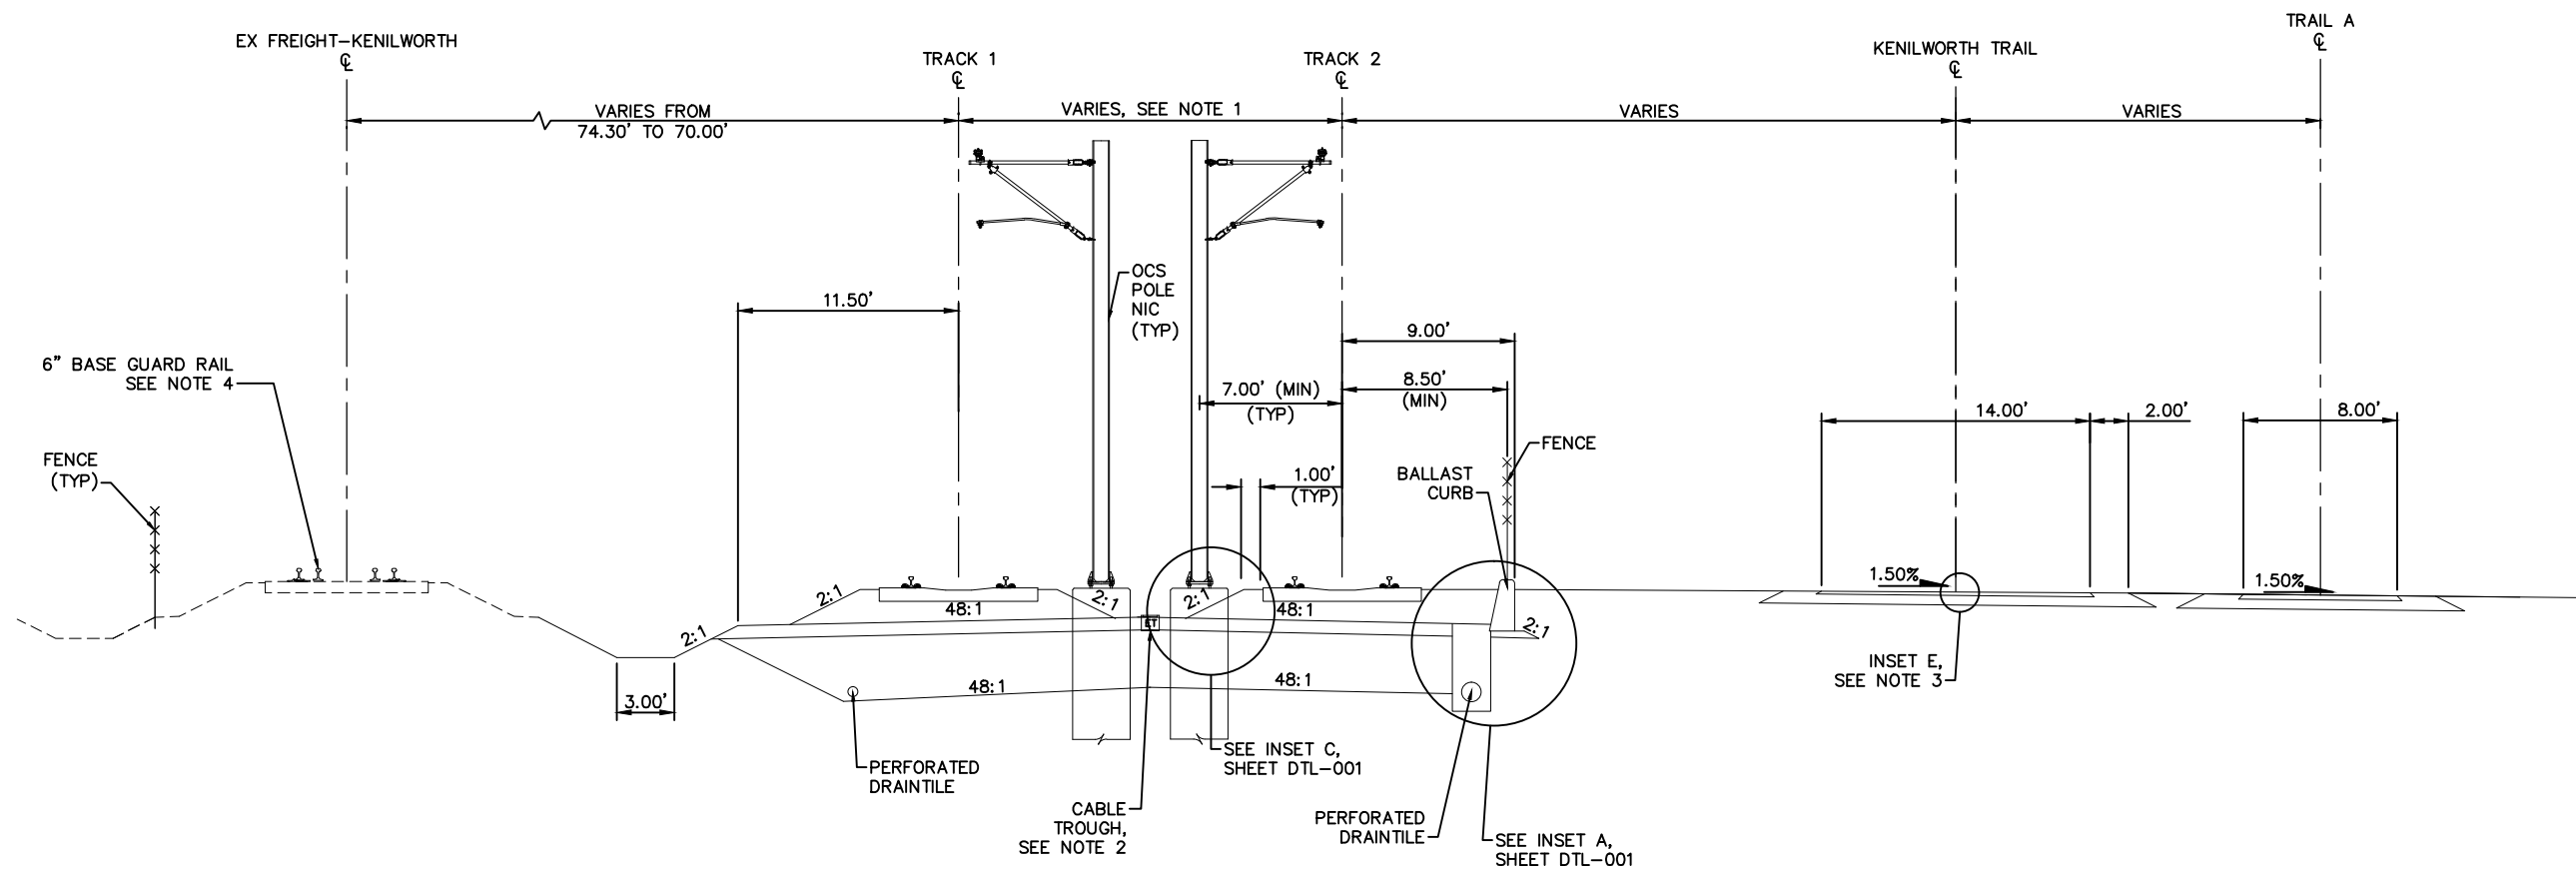 EX FREIGHT-KENILWORTH
℄
TRACK 1
℄
TRACK 2
℄
KENILWORTH TRAIL
℄
TRAIL A
℄
VARIES FROM
74.30' TO 70.00'
VARIES, SEE NOTE 1
VARIES
VARIES
OCS
POLE
NIC
(TYP)
11.50'
9.00'
8.50'
(MIN)
7.00' (MIN)
(TYP)
6" BASE GUARD RAIL
SEE NOTE 4
14.00'
2.00'
8.00'
FENCE
(TYP)
FENCE
BALLAST
CURB
1.00'
(TYP)
1.50%
1.50%
2:1
48:1
2:1
2:1
48:1
2:1
ET
2:1
48:1
48:1
3.00'
INSET E,
SEE NOTE 3
PERFORATED
DRAINTILE
SEE INSET C,
SHEET DTL-001
CABLE
TROUGH,
SEE NOTE 2
PERFORATED
DRAINTILE
SEE INSET A,
SHEET DTL-001